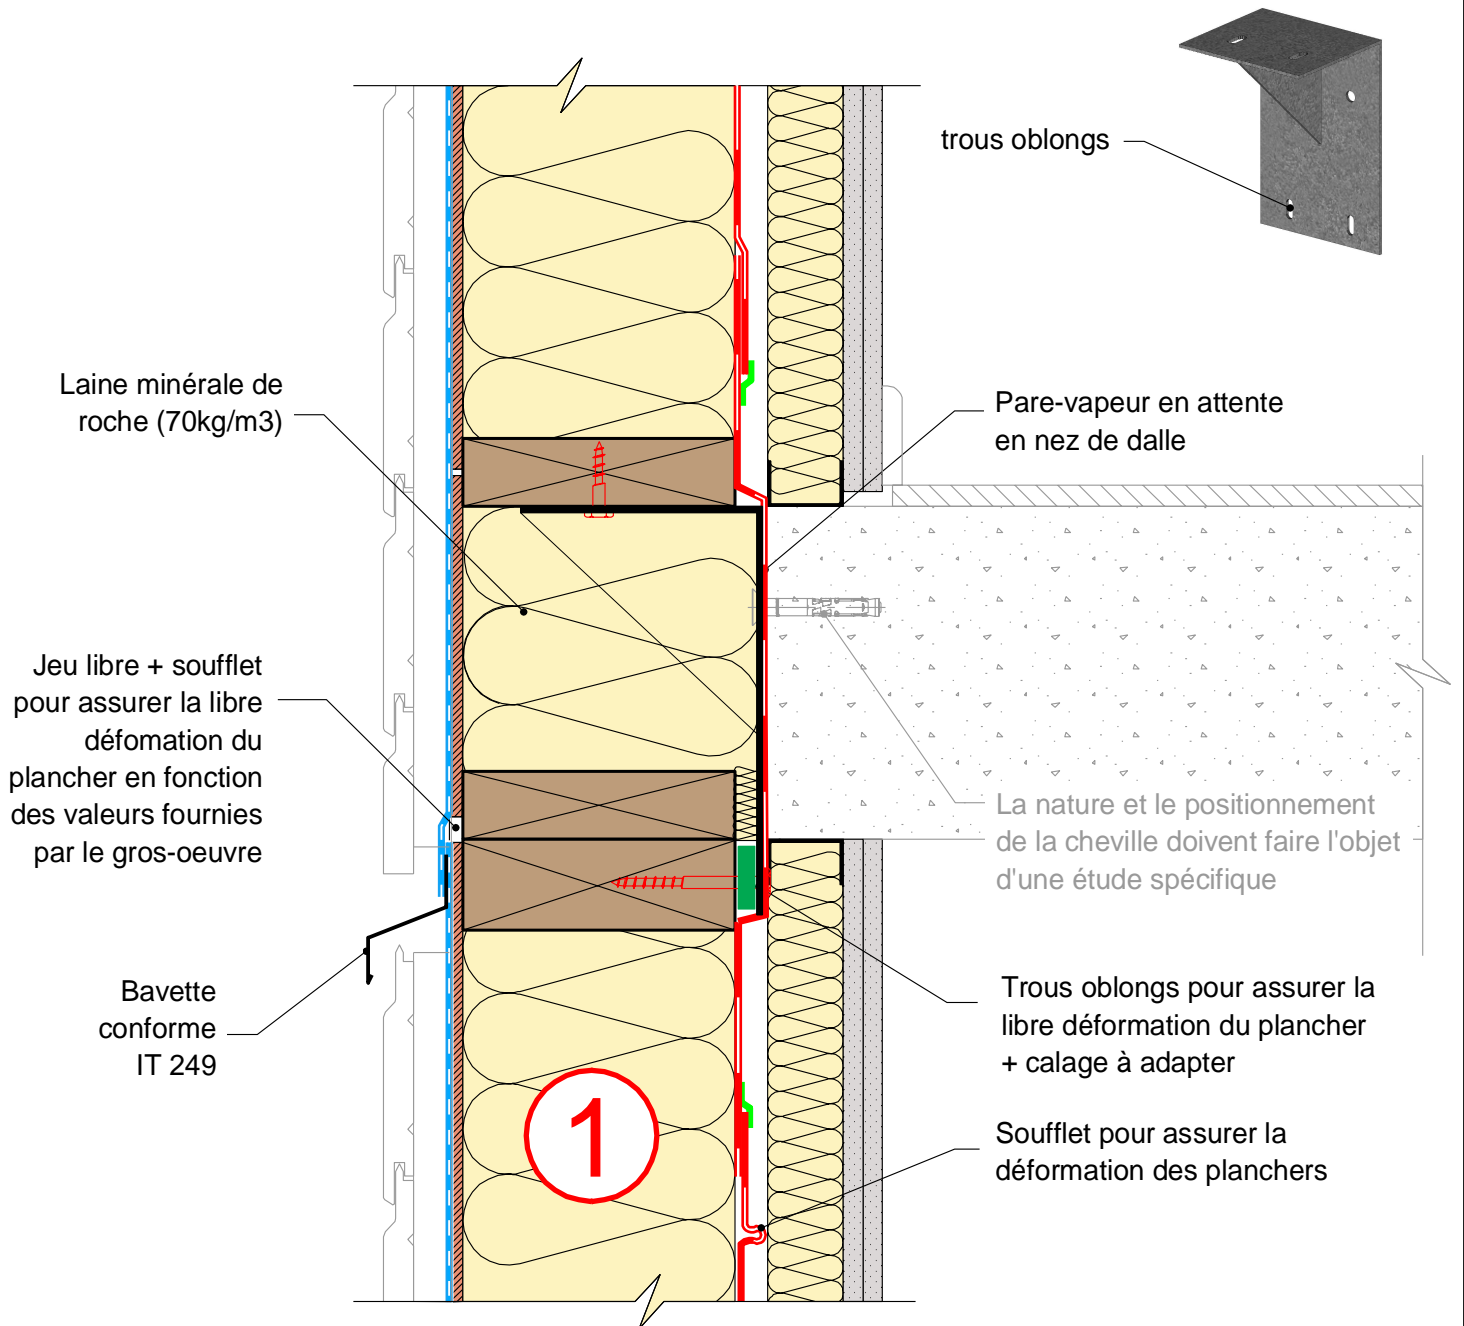 trous oblongs
Laine minérale de
roche (70kg/m3)
Pare-vapeur en attente
en nez de dalle
Jeu libre + soufflet
pour assurer la libre
défomation du
plancher en fonction
des valeurs fournies
par le gros-oeuvre
La nature et le positionnement
de la cheville doivent faire l'objet
d'une étude spécifique
Bavette
conforme
IT 249
Trous oblongs pour assurer la
libre déformation du plancher
+ calage à adapter
1
Soufflet pour assurer la
déformation des planchers